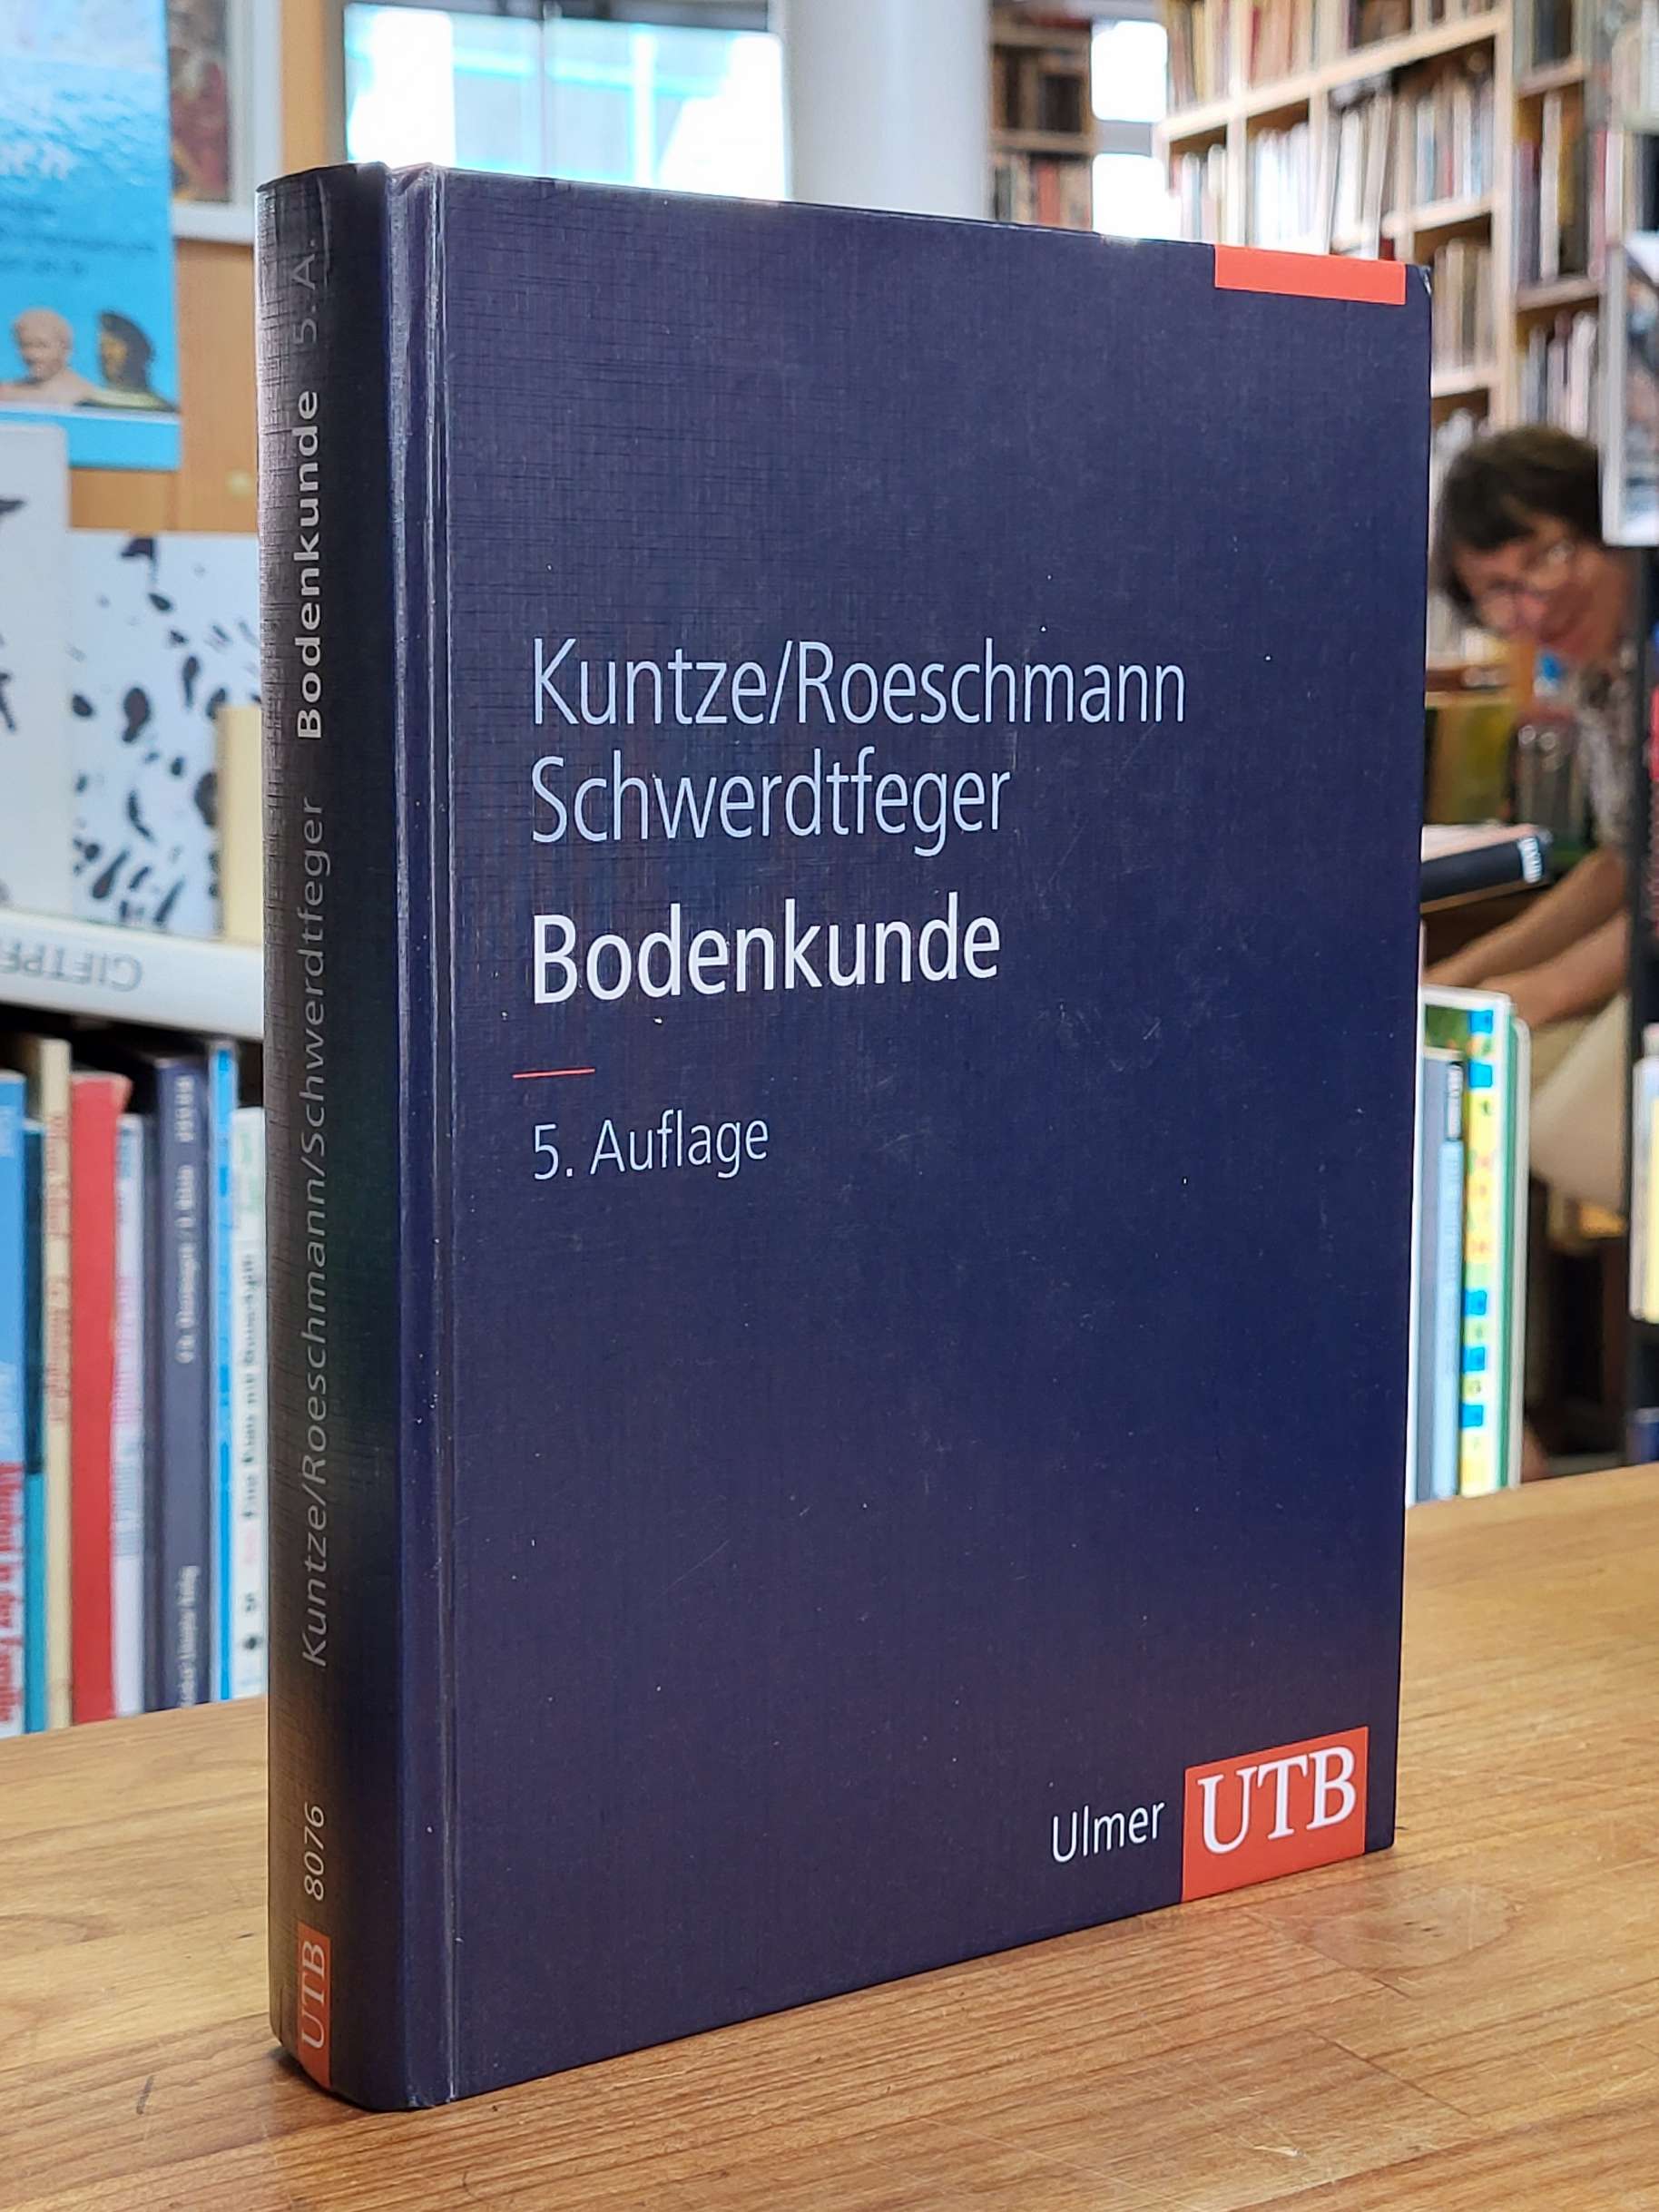 Kuntze/Roeschmann
Schwerdtfeger
Bodenkunde
5. Auflage
Ulmer UTB
UTB 8076 Kuntze/Roeschmann/Schwerdtfeger Bodenkunde 5. A.